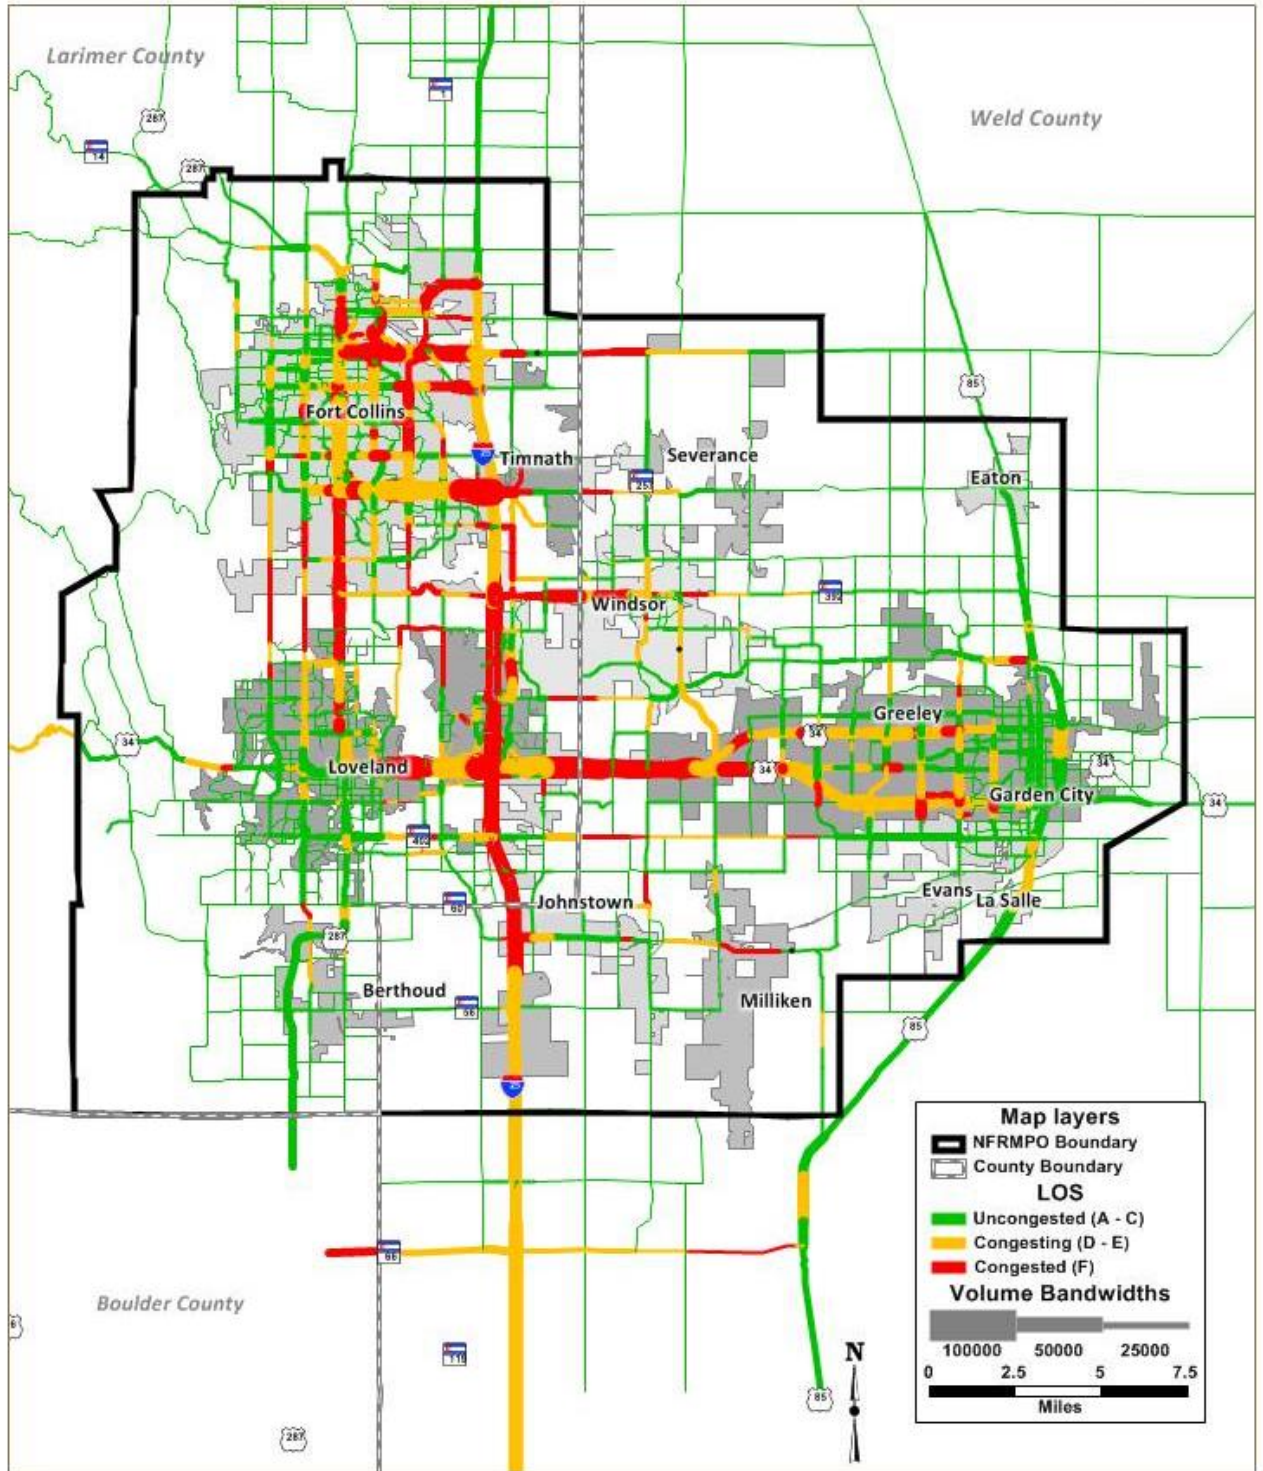 Larimer County
1
287
Weld County
14
287
85
Fort Collins
25
Timnath
Severance
257
Eaton
392
Windsor
Greeley
34
34
Loveland
34
34
Garden City
34
402
Evans
La Salle
60
Johnstown
287
Berthoud
56
Milliken
85
25
Map layers
NFRMPO Boundary
County Boundary
LOS
Uncongested (A - C)
Congesting (D - E)
Congested (F)
Volume Bandwidths
100000 50000 25000
0 2.5 5 7.5
Miles
66
Boulder County
N
119
85
287